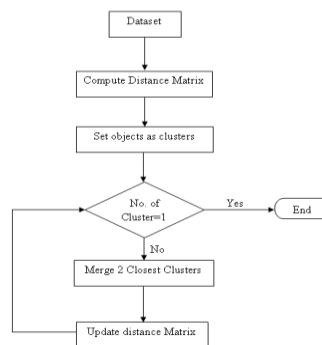 Dataset
Compute Distance Matrix
Set objects as clusters
No. of
Cluster=1
Yes
End
No
Merge 2 Closest Clusters
Update distance Matrix